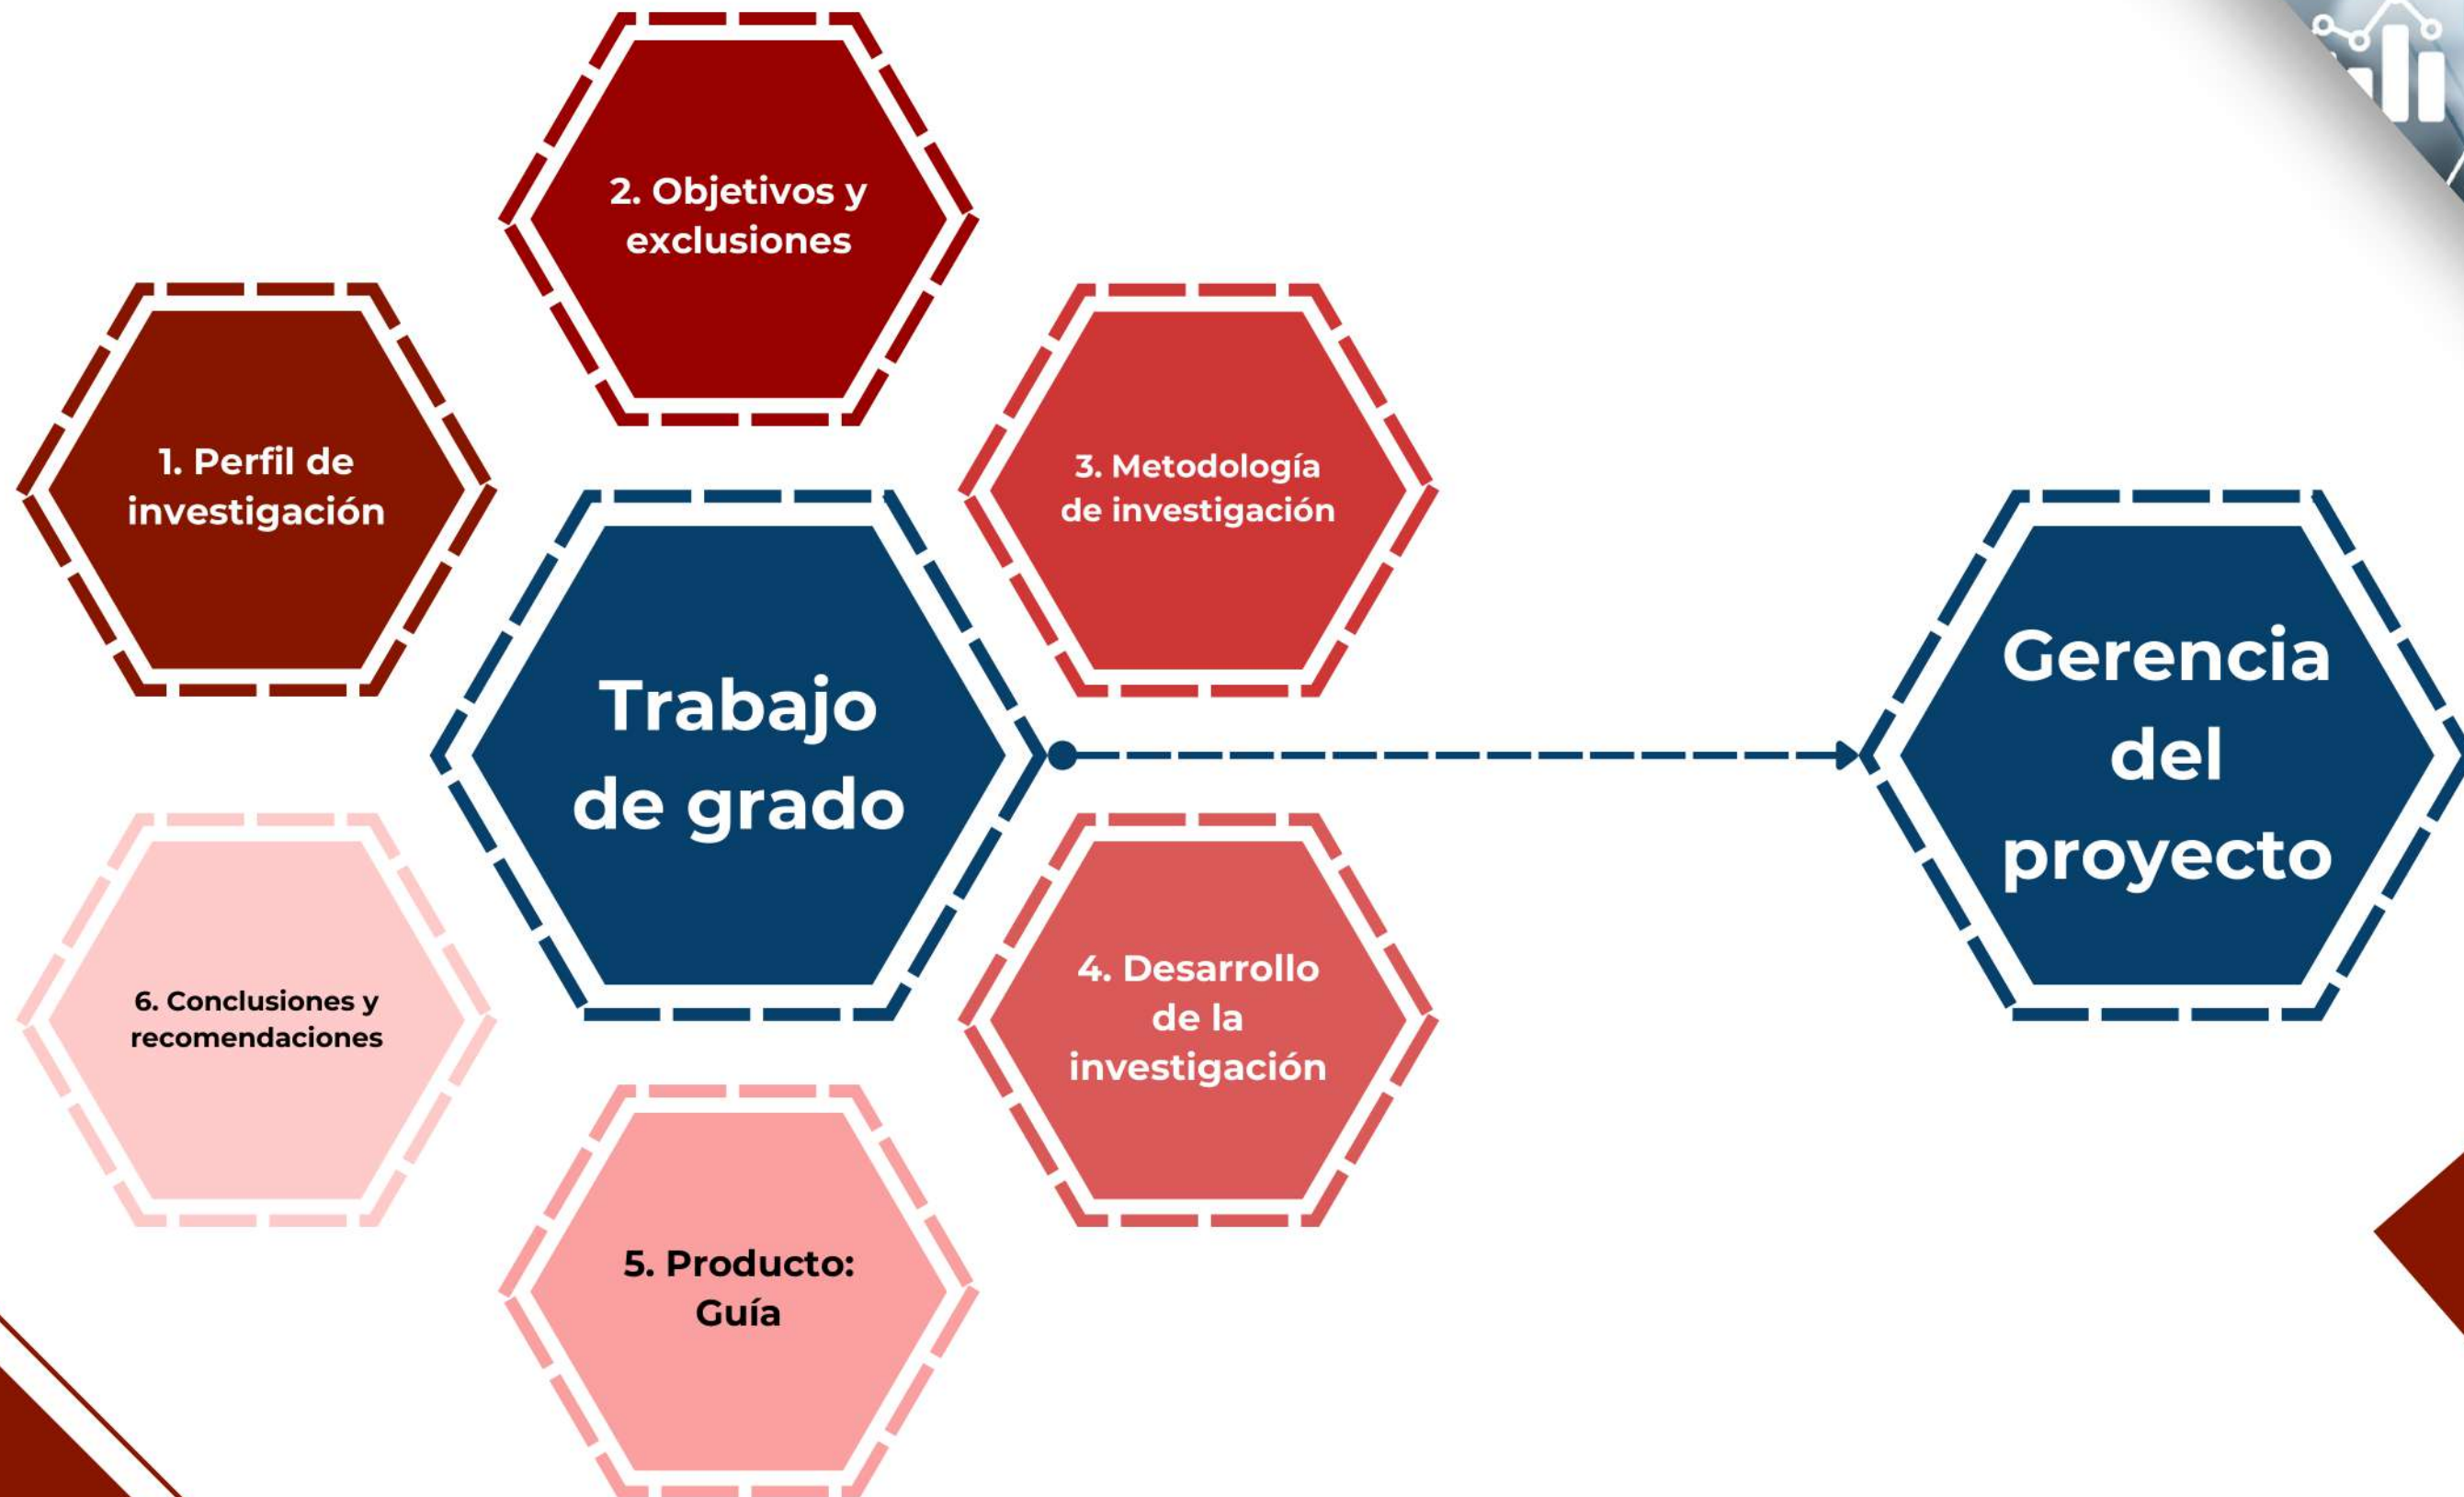 1. Perfil de
investigación
2. Objetivos y
exclusiones
3. Metodología
de investigación
4. Desarrollo
de la
investigación
5. Producto:
Guía
6. Conclusiones y
recomendaciones
Trabajo
de grado
Gerencia
del
proyecto